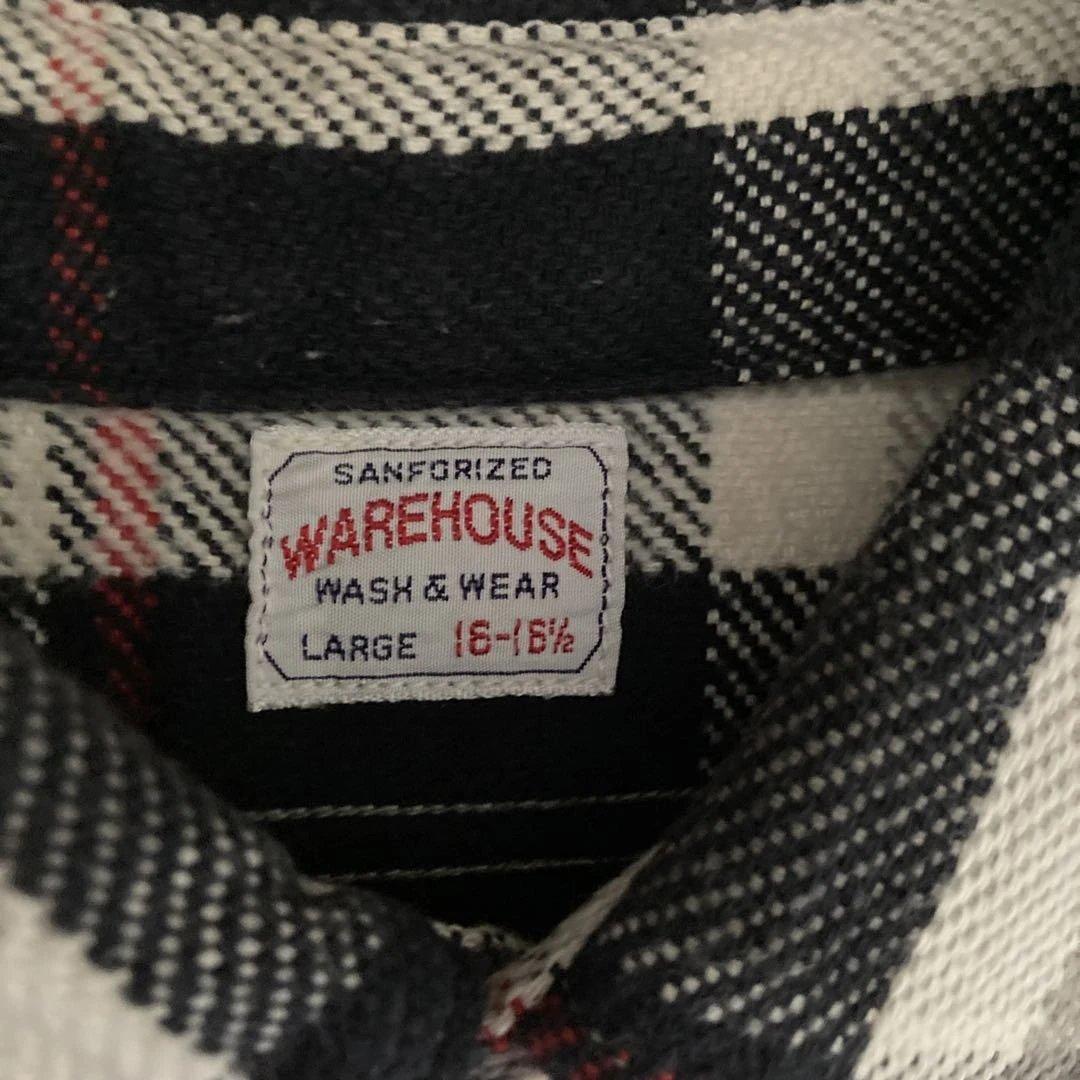 SANFORIZED
WAREHOUSE
WASH & WEAR
LARGE 16-16½